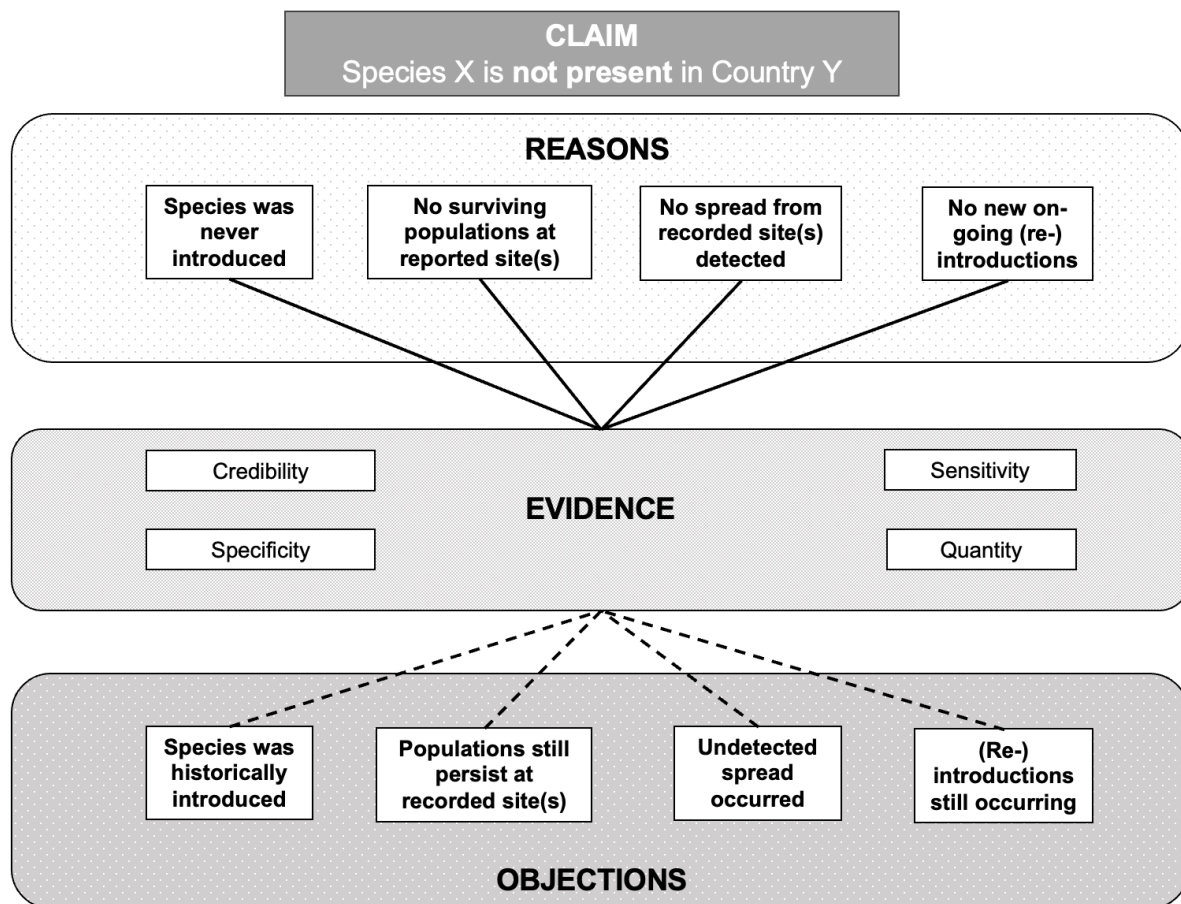 CLAIM
Species X is not present in Country Y
REASONS
Species was
never
introduced
No surviving
populations at
reported site(s)
No spread from
recorded site(s)
detected
No new on-
going (re-)
introductions
Credibility
Sensitivity
EVIDENCE
Specificity
Quantity
Species was
historically
introduced
Populations still
persist at
recorded site(s)
Undetected
spread
occurred
(Re-)
introductions
still occurring
OBJECTIONS